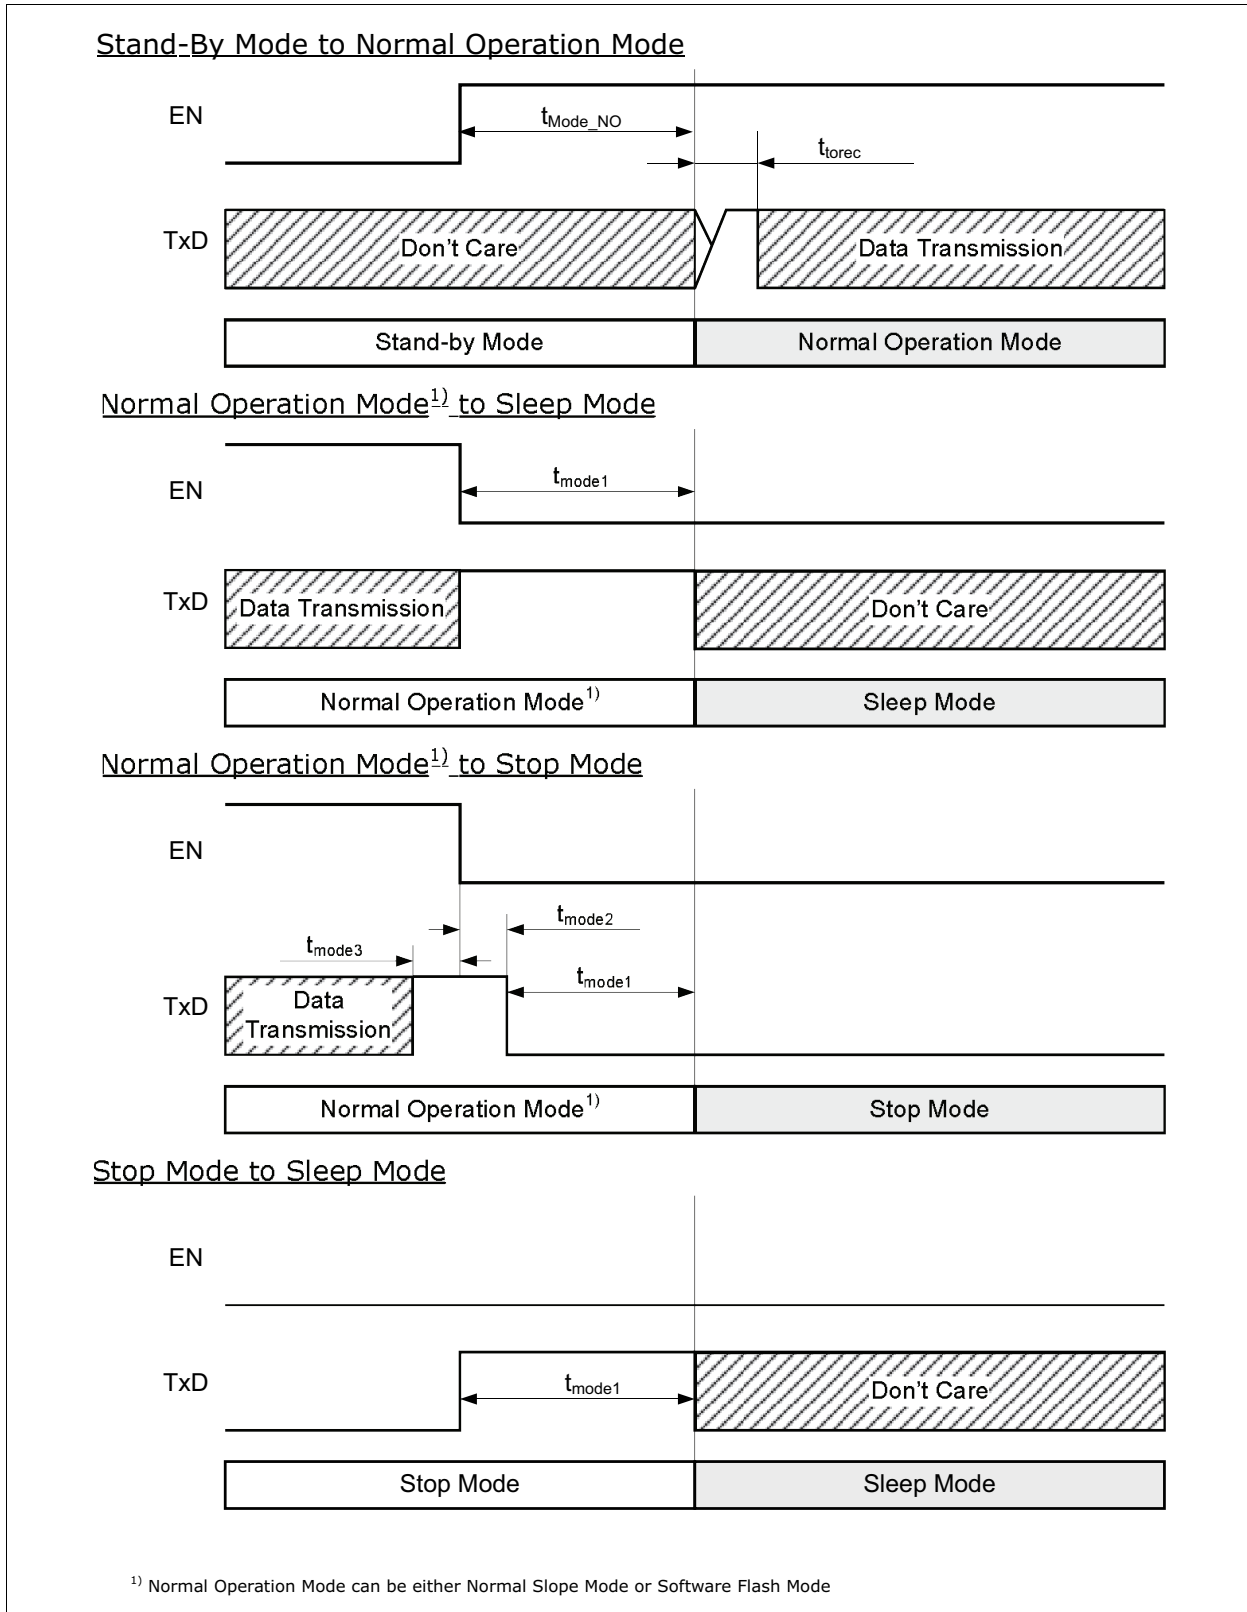 Stand-By Mode to Normal Operation Mode
EN
tMode_NO
ttorec
TxD
Don't Care
Data Transmission
Stand-by Mode
Normal Operation Mode
Normal Operation Mode1) to Sleep Mode
EN
tmode1
TxD
Data Transmission
Don't Care
Normal Operation Mode1)
Sleep Mode
Normal Operation Mode1) to Stop Mode
EN
tmode2
tmode3
tmode1
TxD
Data
Transmission
Normal Operation Mode1)
Stop Mode
Stop Mode to Sleep Mode
EN
TxD
tmode1
Don't Care
Stop Mode
Sleep Mode
1) Normal Operation Mode can be either Normal Slope Mode or Software Flash Mode